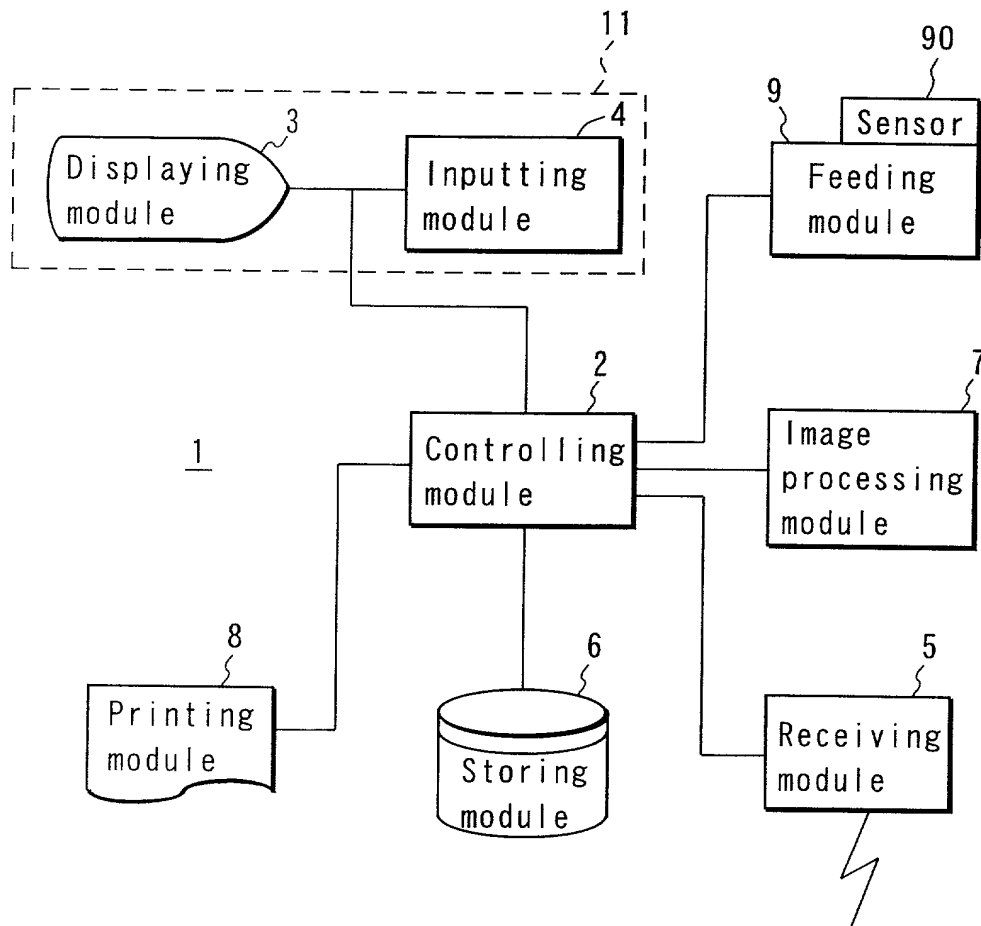 11
90
3
4
9
Sensor
Displaying
module
Inputting
module
Feeding
module
2
7
1
Controlling
module
Image
processing
module
8
6
5
Printing
module
Storing
module
Receiving
module